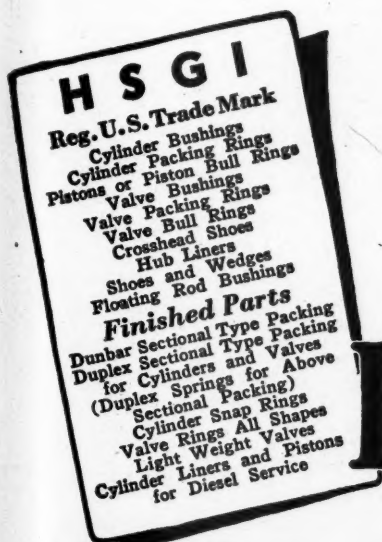 HSGI
Reg. U.S. Trade Mark
Cylinder Bushings
Cylinder Packing Rings
Pistons or Piston Bull Rings
Valve Bushings
Valve Packing Rings
Valve Bull Rings
Crosshead Shoes
Hub Liners
Shoes and Wedges
Floating Rod Bushings
Finished Parts
Dunbar Sectional Type Packing
Duplex Sectional Type Packing
for Cylinders and Valves
(Duplex Springs for Above
Sectional Packing)
Cylinder Snap Rings
Valve Rings All Shapes
Light Weight Valves
Cylinder Liners and Pistons
for Diesel Service